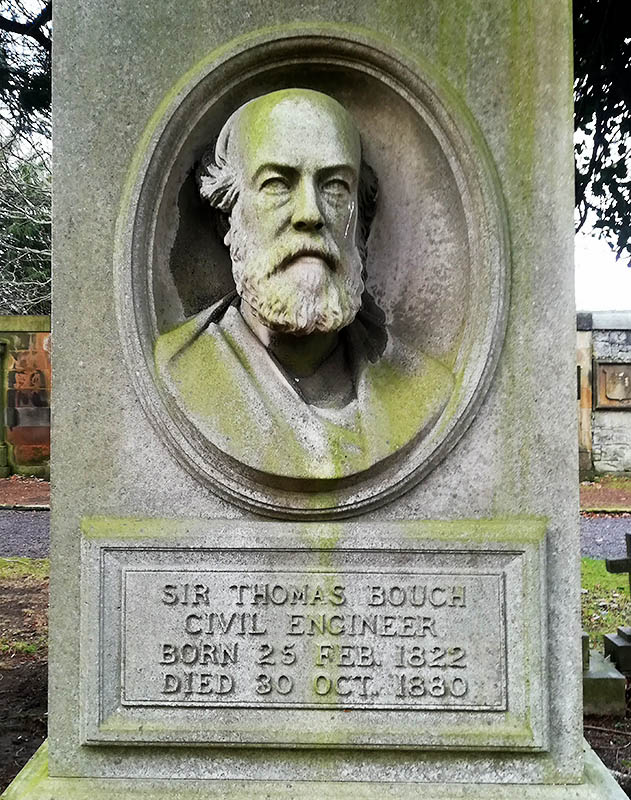 SIR THOMAS BOUCH
CIVIL ENGINEER
BORN 25 FEB. 1822
DIED 30 OCT. 1880